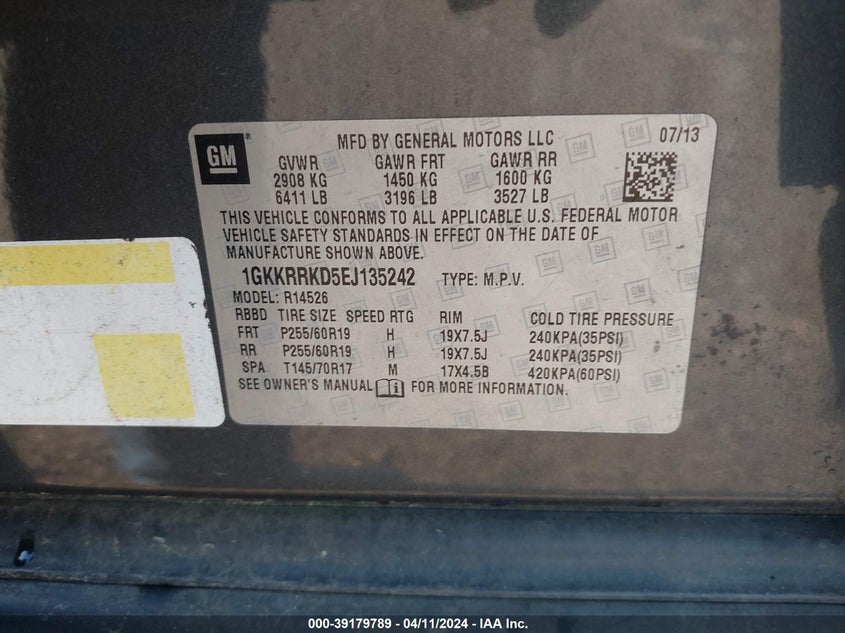 GM
MFD BY GENERAL MOTORS LLC 07/13
GVWR GAWR FRT GAWR RR
2908 KG 1450 KG 1600 KG
6411 LB 3196 LB 3527 LB
THIS VEHICLE CONFORMS TO ALL APPLICABLE U.S. FEDERAL MOTOR
VEHICLE SAFETY STANDARDS IN EFFECT ON THE DATE OF
MANUFACTURE SHOWN ABOVE.
1GKKRRKD5EJ135242 TYPE: M.P.V.
MODEL: R14526
RBBD TIRE SIZE SPEED RTG RIM COLD TIRE PRESSURE
FRT P255/60R19 H 19X7.5J 240KPA(35PSI)
RR P255/60R19 H 19X7.5J 240KPA(35PSI)
SPA T145/70R17 M 17X4.5B 420KPA(60PSI)
SEE OWNER'S MANUAL i FOR MORE INFORMATION.
000-39179789 - 04/11/2024 - IAA Inc.